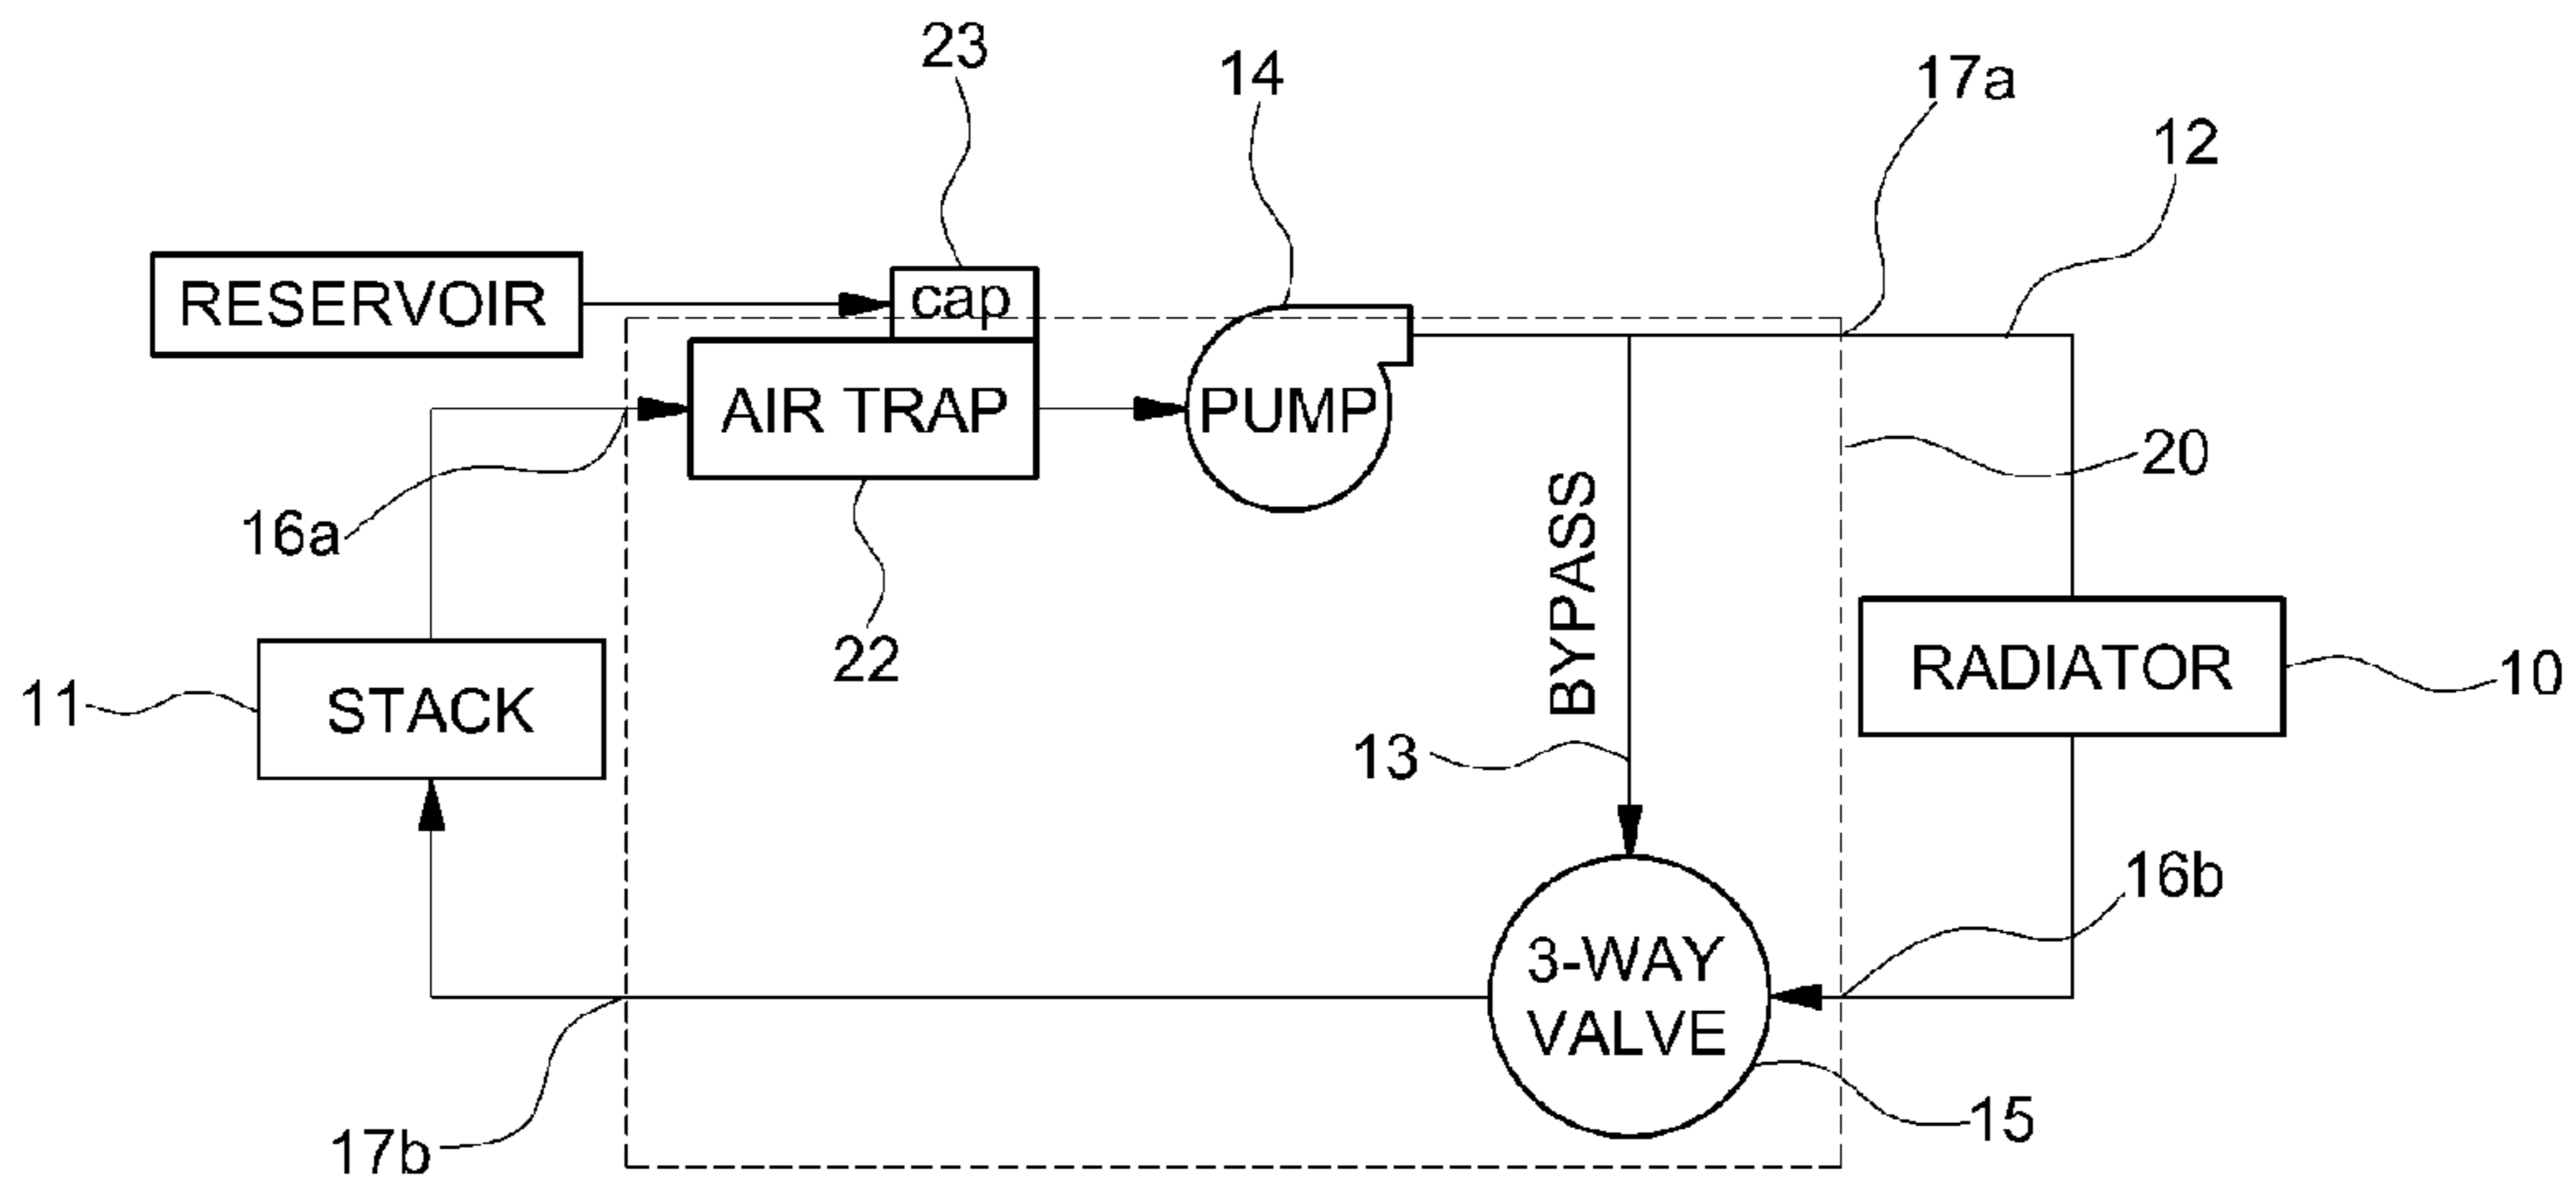 23
14
17a
12
RESERVOIR
cap
AIR TRAP
PUMP
20
16a
BYPASS
22
RADIATOR
10
11
STACK
13
16b
3-WAY
VALVE
15
17b